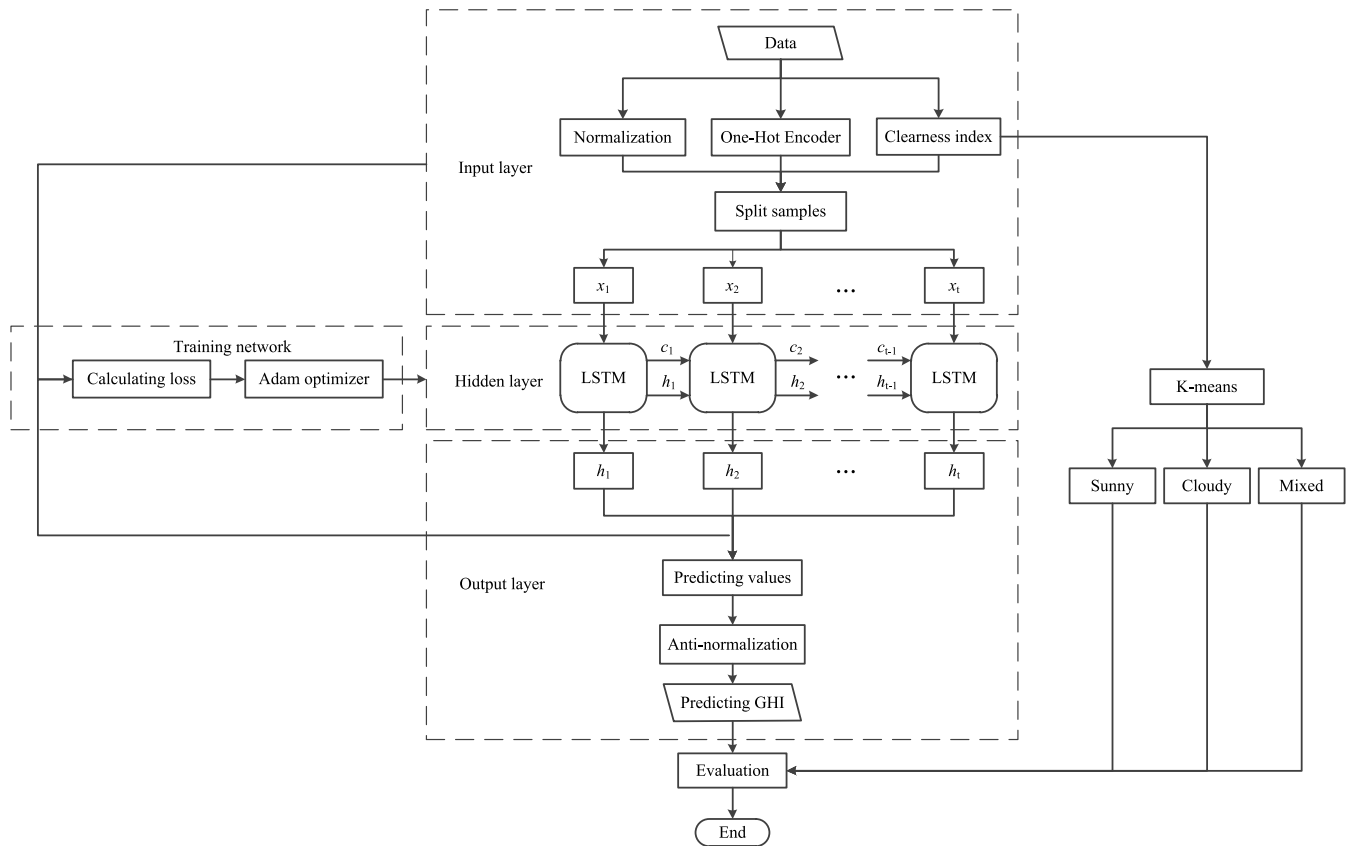 Data
Normalization
One-Hot Encoder
Clearness index
Input layer
Split samples
x1
x2
...
xt
Training network
Calculating loss
Adam optimizer
Hidden layer
LSTM
c1
h1
LSTM
c2
h2
...
ct-1
...
ht-1
LSTM
K-means
h1
h2
...
ht
Sunny
Cloudy
Mixed
Output layer
Predicting values
Anti-normalization
Predicting GHI
Evaluation
End